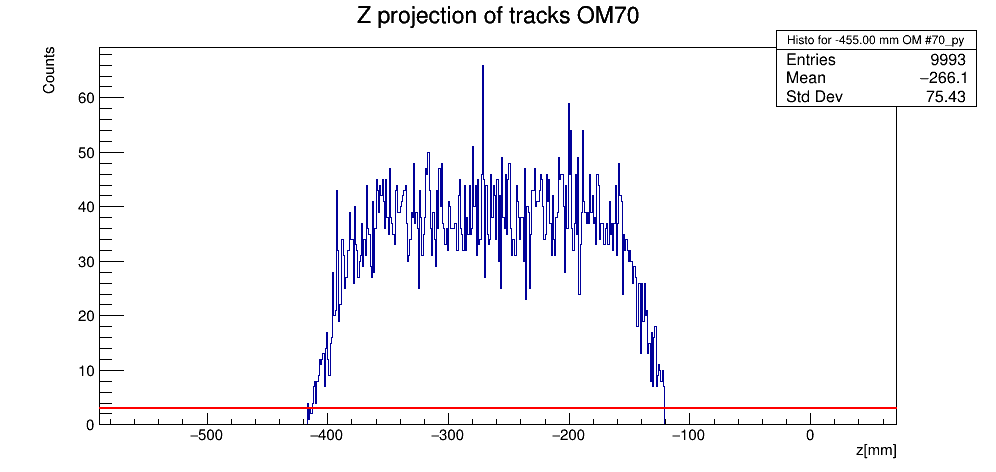 Z projection of tracks OM70
Histo for -455.00 mm OM #70_py
Entries 9993
Mean −266.1
Std Dev 75.43
Counts
60
50
40
30
20
10
0
−500 −400 −300 −200 −100 0
z[mm]